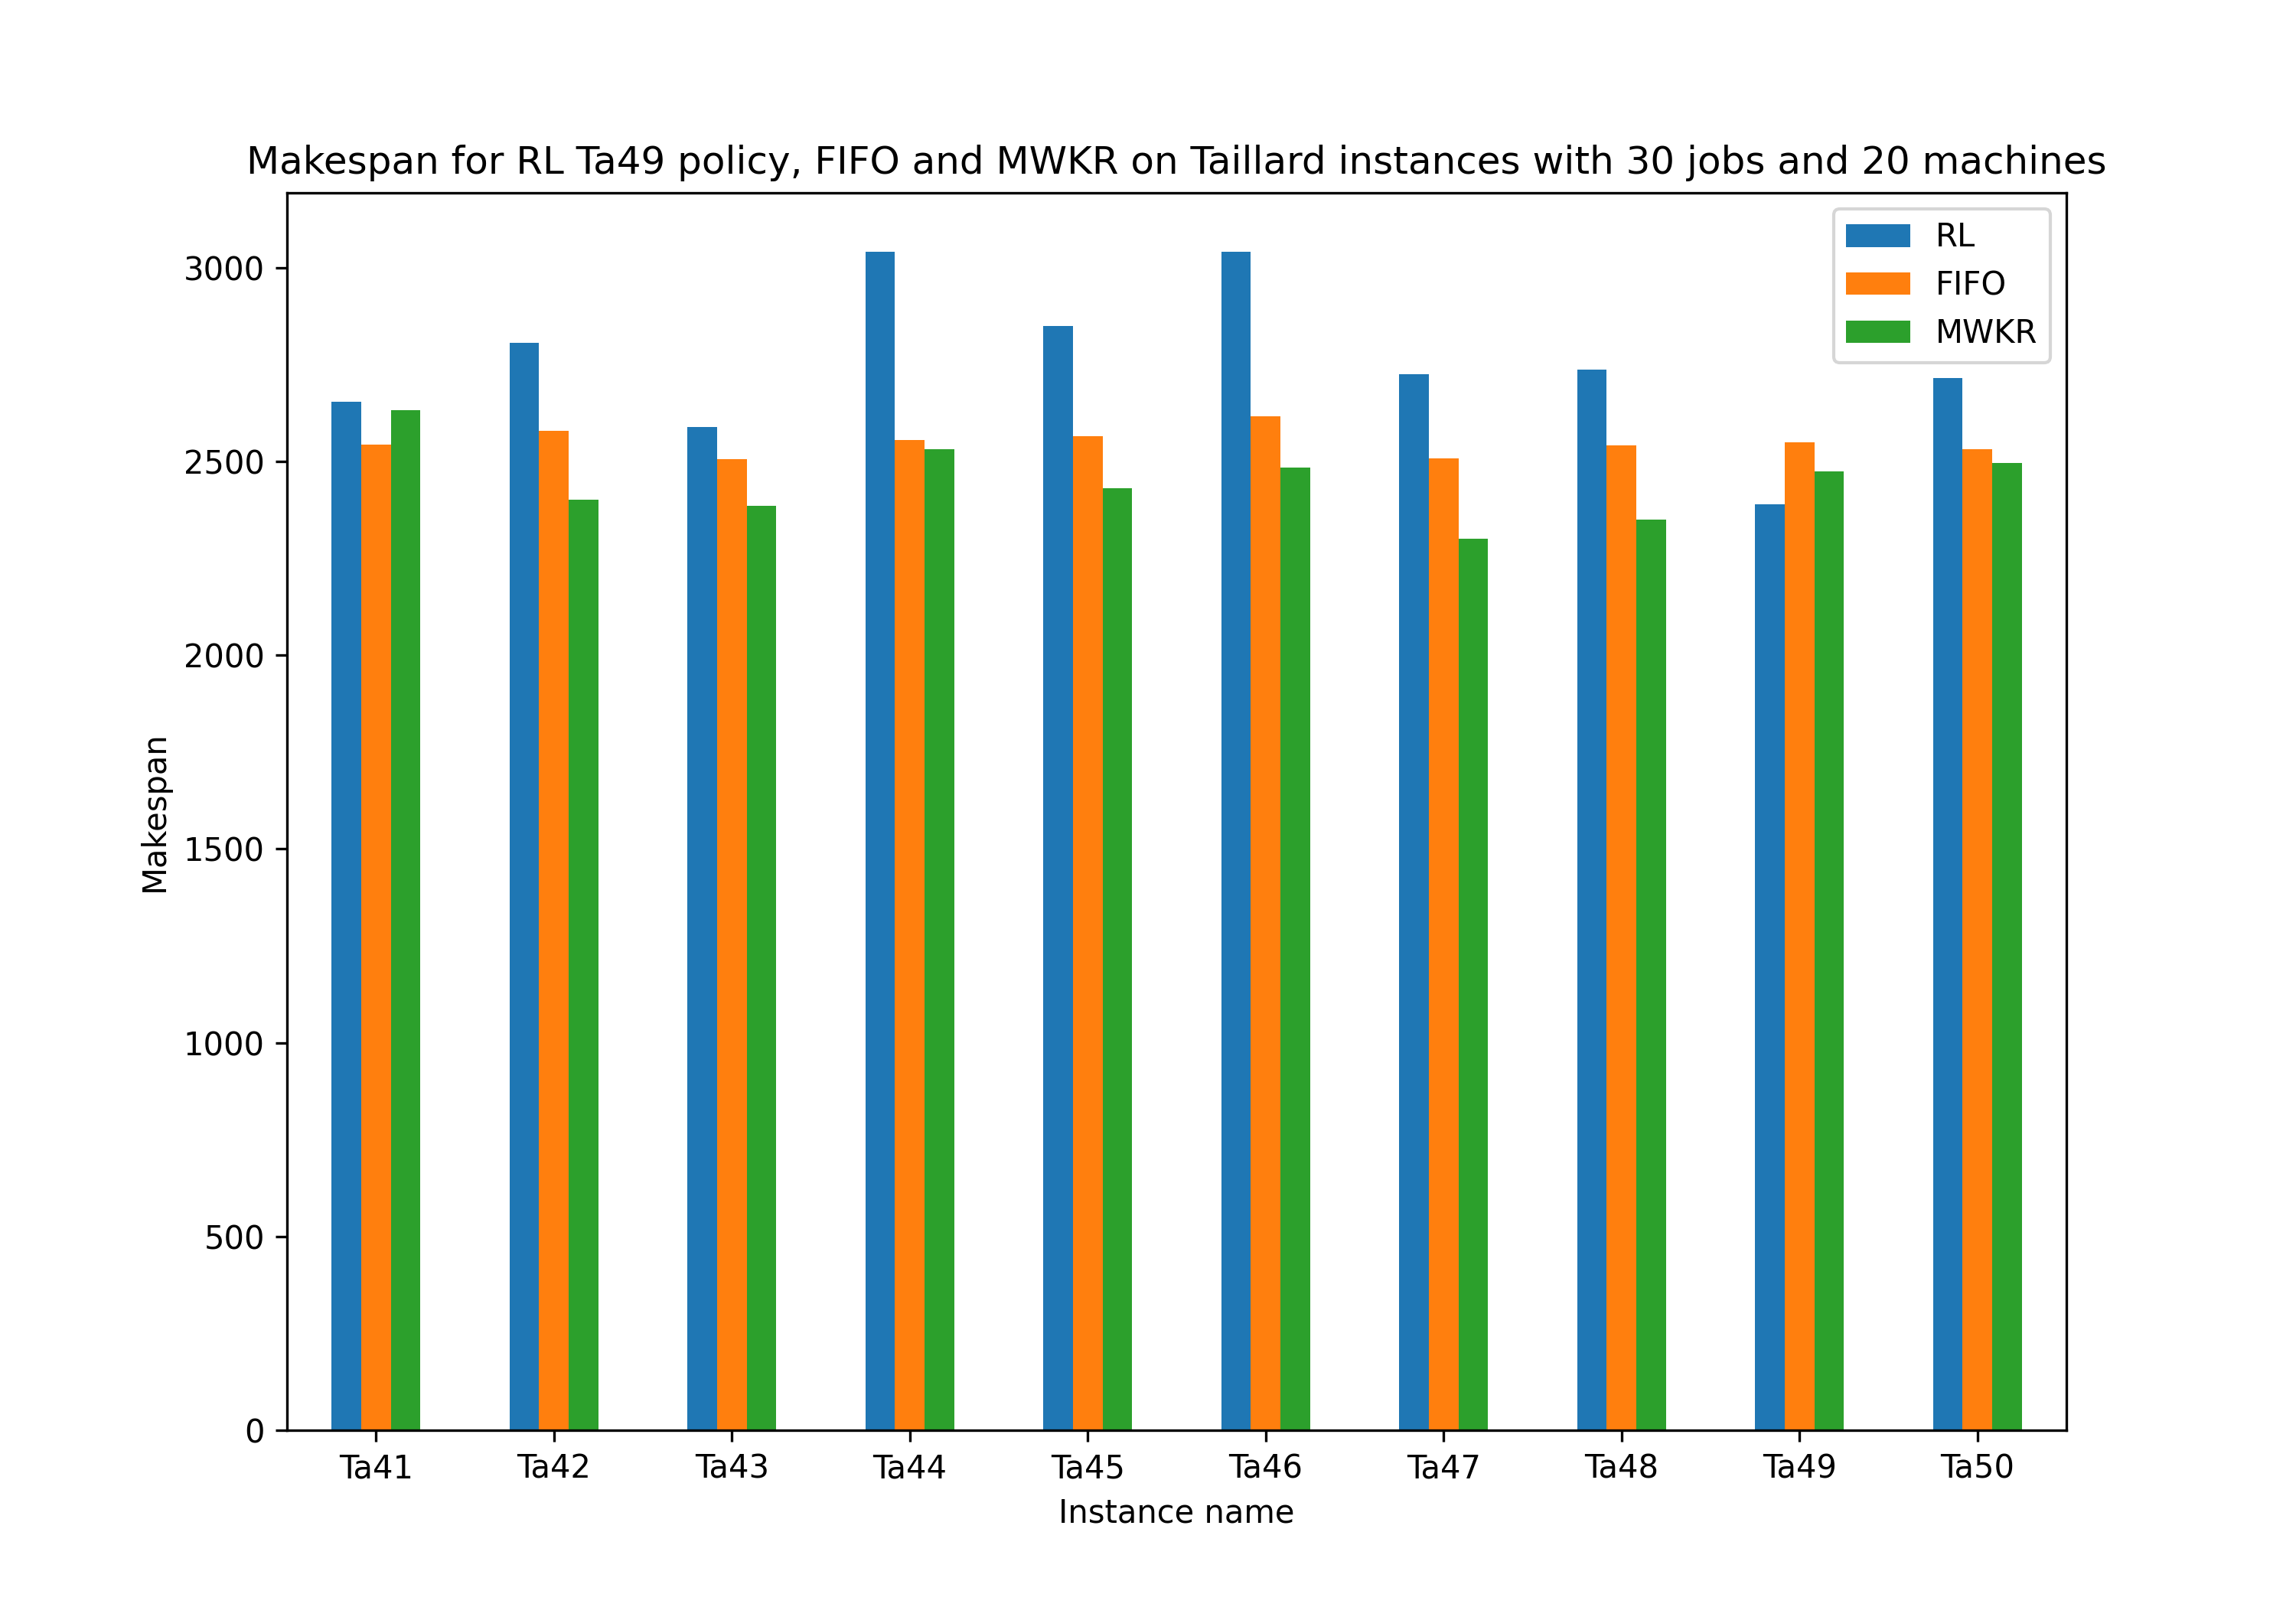 Makespan for RL Ta49 policy, FIFO and MWKR on Taillard instances with 30 jobs and 20 machines
RL
FIFO
MWKR
3000
2500
2000
1500
1000
500
0
Makespan
Ta41 Ta42 Ta43 Ta44 Ta45 Ta46 Ta47 Ta48 Ta49 Ta50
Instance name